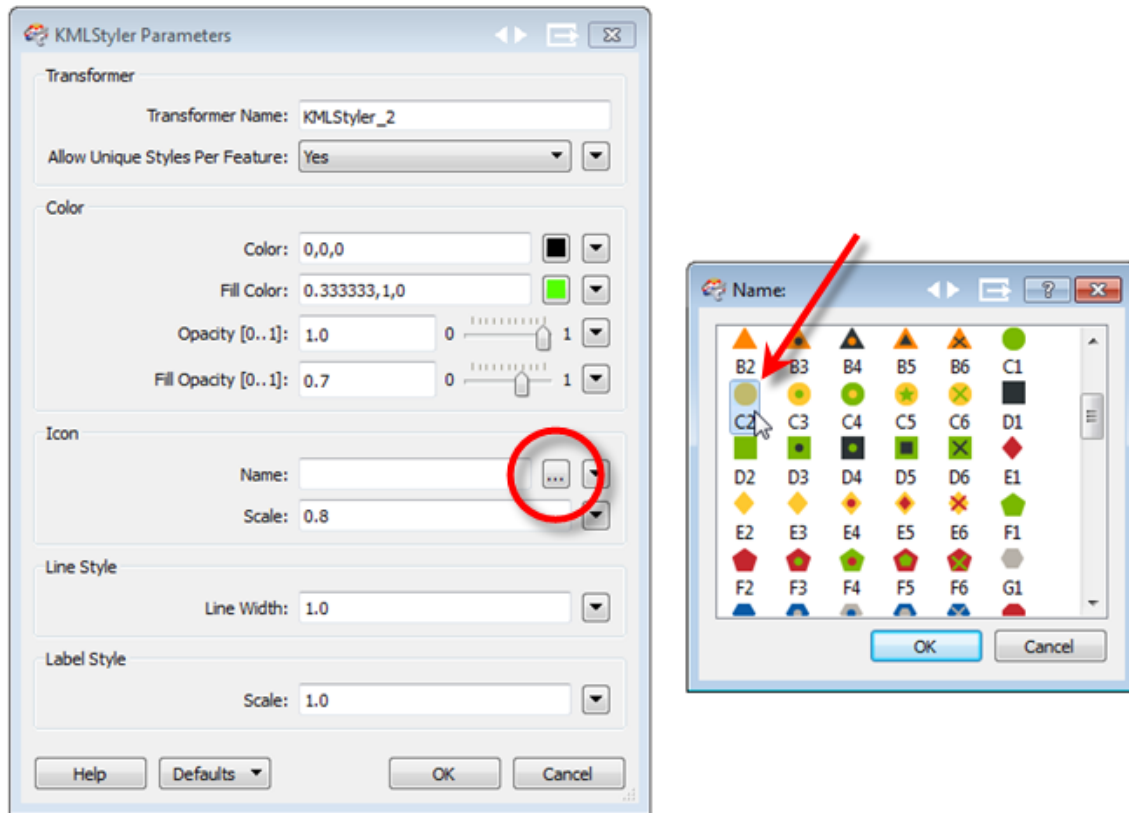 KMLStyler Parameters
Transformer
Transformer Name: KMLStyler_2
Allow Unique Styles Per Feature: Yes
Color
Color: 0,0,0
Fill Color: 0.333333,1,0
Opacity [0..1]: 1.0 0 1
Fill Opacity [0..1]: 0.7 0 1
Icon
Name: ...
Scale: 0.8
Line Style
Line Width: 1.0
Label Style
Scale: 1.0
Help Defaults OK Cancel
Name:
B2 B3 B4 B5 B6 C1
C2 C3 C4 C5 C6 D1
D2 D3 D4 D5 D6 E1
E2 E3 E4 E5 E6 F1
F2 F3 F4 F5 F6 G1
OK Cancel